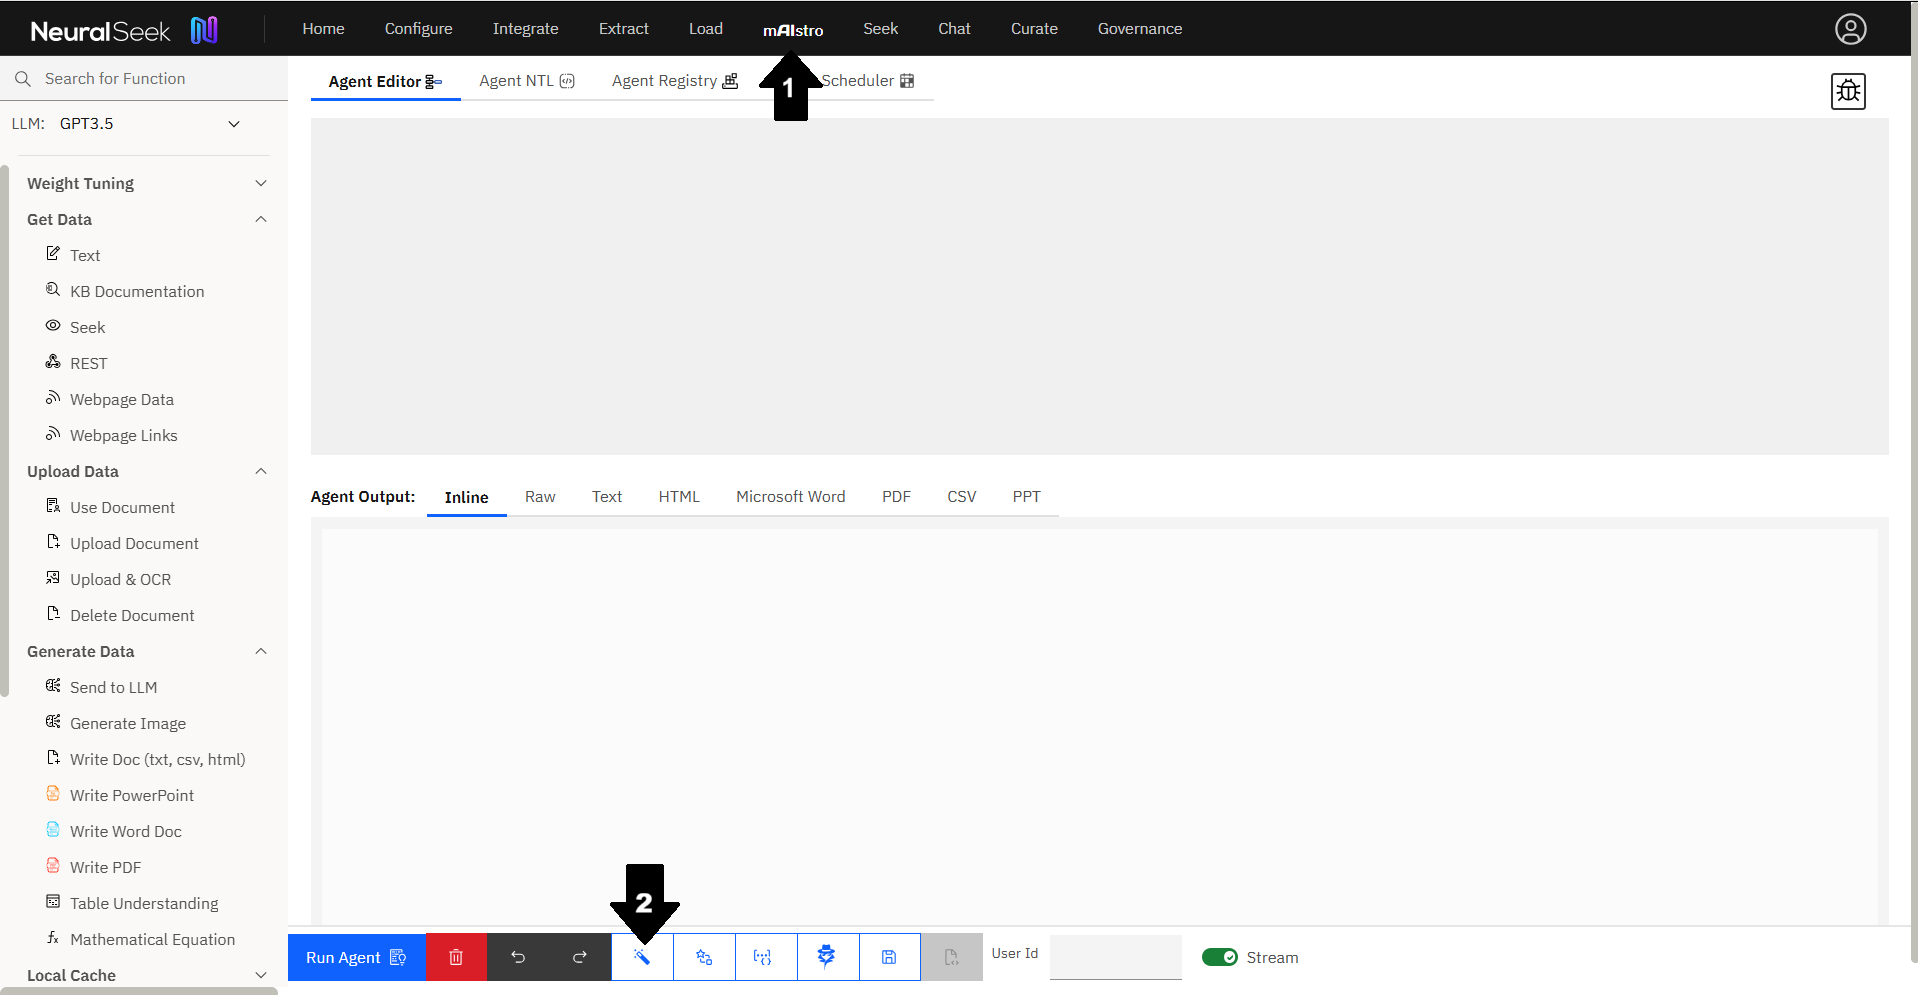 NeuralSeek Home Configure Integrate Extract Load mAIstro Seek Chat Curate Governance
Search for Function
LLM: GPT3.5
Weight Tuning
Get Data
Text
KB Documentation
Seek
REST
Webpage Data
Webpage Links
Upload Data
Use Document
Upload Document
Upload & OCR
Delete Document
Generate Data
Send to LLM
Generate Image
Write Doc (txt, csv, html)
Write PowerPoint
Write Word Doc
Write PDF
Table Understanding
Mathematical Equation
Local Cache
Agent Editor Agent NTL Agent Registry Scheduler
1
Agent Output: Inline Raw Text HTML Microsoft Word PDF CSV PPT
2
Run Agent User Id Stream